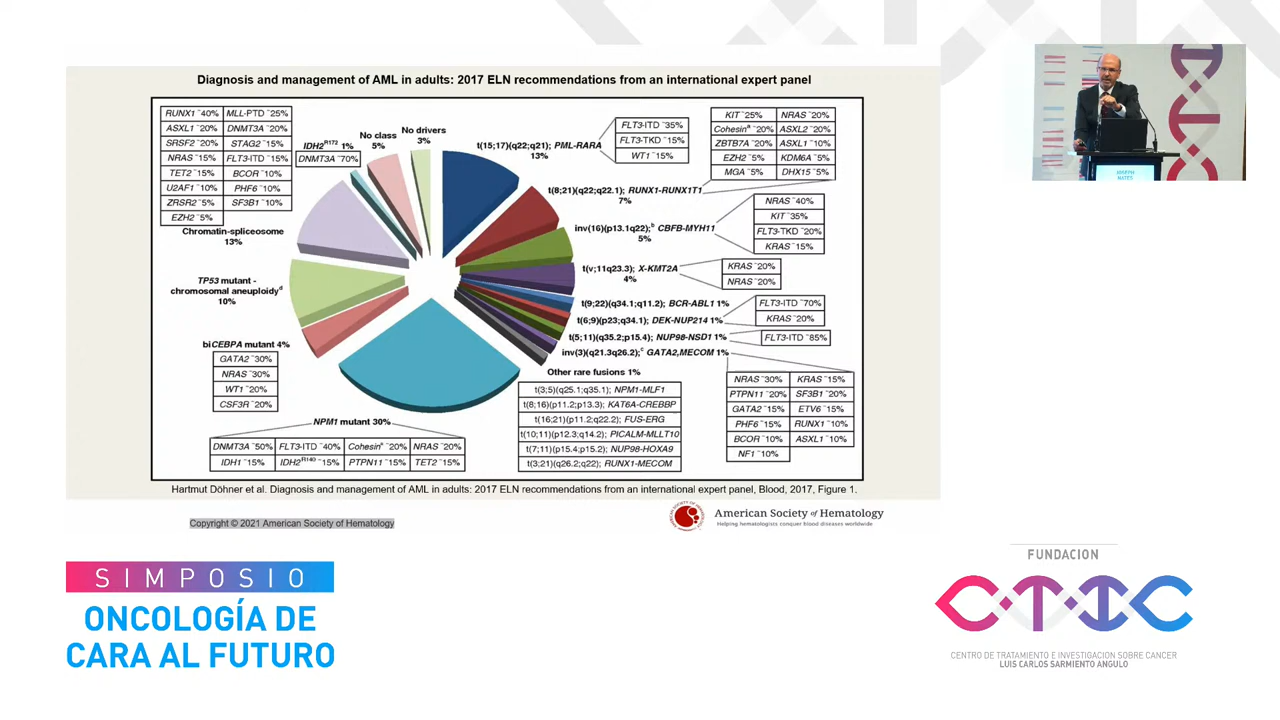 Diagnosis and management of AML in adults: 2017 ELN recommendations from an international expert panel
RUNX1 ~40% MLL-PTD ~25%
ASXL1 ~20% DNMT3A ~20%
SRSF2 ~20% STAG2 ~15%
NRAS ~15% FLT3-ITD ~15%
TET2 ~15% BCOR ~10%
U2AF1 ~10% PHF6 ~10%
ZRSR2 ~5% SF3B1 ~10%
EZH2 ~5%
Chromatin-spliceosome
13%
TP53 mutant -
chromosomal aneuploidyᵈ
10%
biCEBPA mutant 4%
GATA2 ~30%
NRAS ~30%
WT1 ~20%
CSF3R ~20%
NPM1 mutant 30%
DNMT3A ~50% FLT3-ITD ~40% Cohesinᵉ ~20% NRAS ~20%
IDH1 ~15% IDH2ᴿ¹⁴⁰ ~15% PTPN11 ~15% TET2 ~15%
IDH2ᴿ¹⁷² 1%
DNMT3A ~70%
No class
5%
No drivers
3%
t(15;17)(q22;q21); PML-RARA
13%
FLT3-ITD ~35%
FLT3-TKD ~15%
WT1 ~15%
t(8;21)(q22;q22.1); RUNX1-RUNX1T1
7%
KIT ~25% NRAS ~20%
Cohesinᵉ ~20% ASXL2 ~20%
ZBTB7A ~20% ASXL1 ~10%
EZH2 ~5% KDM6A ~5%
MGA ~5% DHX15 ~5%
inv(16)(p13.1q22);ᵇ CBFB-MYH11
5%
NRAS ~40%
KIT ~35%
FLT3-TKD ~20%
KRAS ~15%
t(v;11q23.3); X-KMT2A
4%
KRAS ~20%
NRAS ~20%
t(9;22)(q34.1;q11.2); BCR-ABL1 1%
t(6;9)(p23;q34.1); DEK-NUP214 1%
FLT3-ITD ~70%
KRAS ~20%
t(5;11)(q35.2;p15.4); NUP98-NSD1 1%
FLT3-ITD ~85%
inv(3)(q21.3q26.2);ᶜ GATA2,MECOM 1%
NRAS ~30% KRAS ~15%
PTPN11 ~20% SF3B1 ~20%
GATA2 ~15% ETV6 ~15%
PHF6 ~15% RUNX1 ~10%
BCOR ~10% ASXL1 ~10%
NF1 ~10%
Other rare fusions 1%
t(3;5)(q25.1;q35.1); NPM1-MLF1
t(8;16)(p11.2;p13.3); KAT6A-CREBBP
t(16;21)(p11.2;q22.2); FUS-ERG
t(10;11)(p12.3;q14.2); PICALM-MLLT10
t(7;11)(p15.4;p15.2); NUP98-HOXA9
t(3;21)(q26.2;q22); RUNX1-MECOM
Hartmut Döhner et al. Diagnosis and management of AML in adults: 2017 ELN recommendations from an international expert panel, Blood, 2017, Figure 1.
Copyright © 2021 American Society of Hematology
American Society of Hematology
Helping hematologists conquer blood diseases worldwide
SIMPOSIO
ONCOLOGÍA DE
CARA AL FUTURO
FUNDACION
CTIC
CENTRO DE TRATAMIENTO E INVESTIGACION SOBRE CANCER
LUIS CARLOS SARMIENTO ANGULO